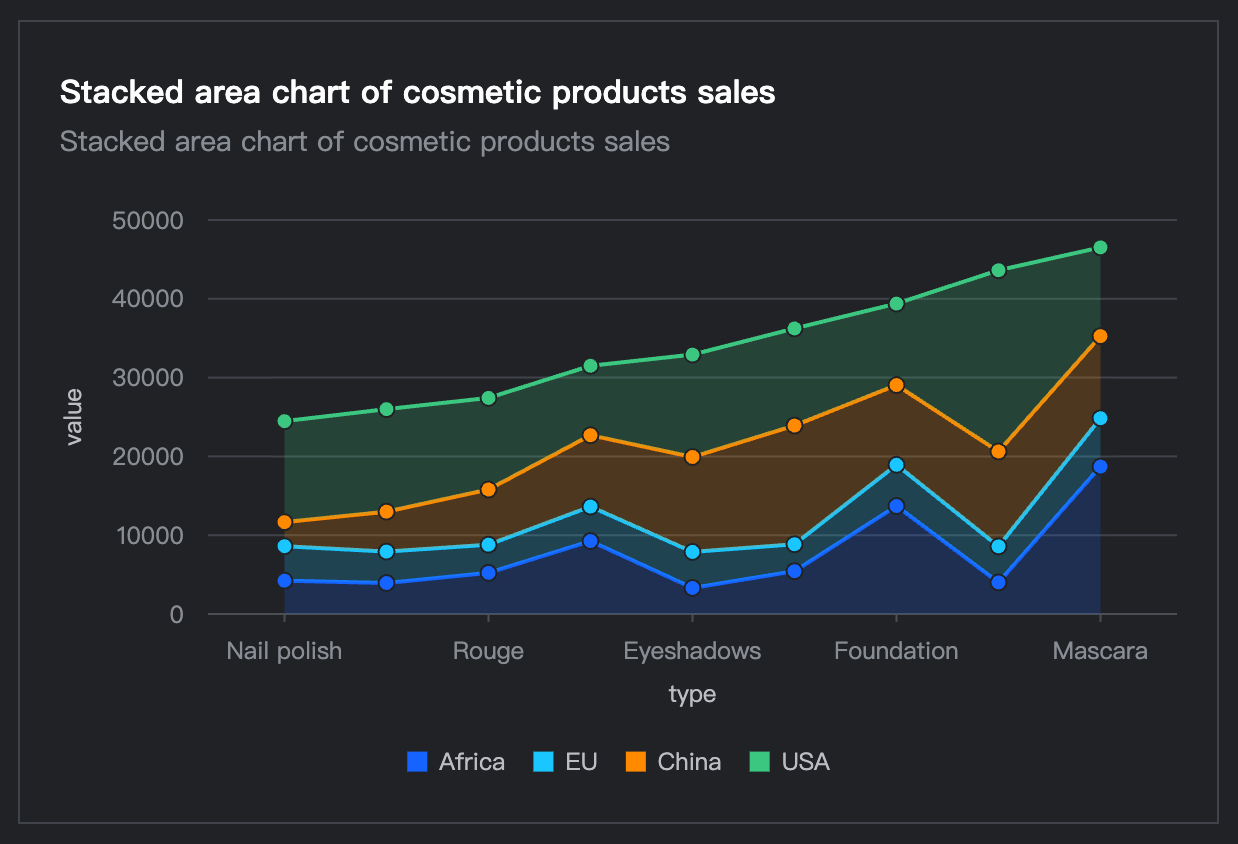 Stacked area chart of cosmetic products sales
Stacked area chart of cosmetic products sales
50000
40000
30000
20000
10000
0
value
Nail polish Rouge Eyeshadows Foundation Mascara
type
Africa EU China USA